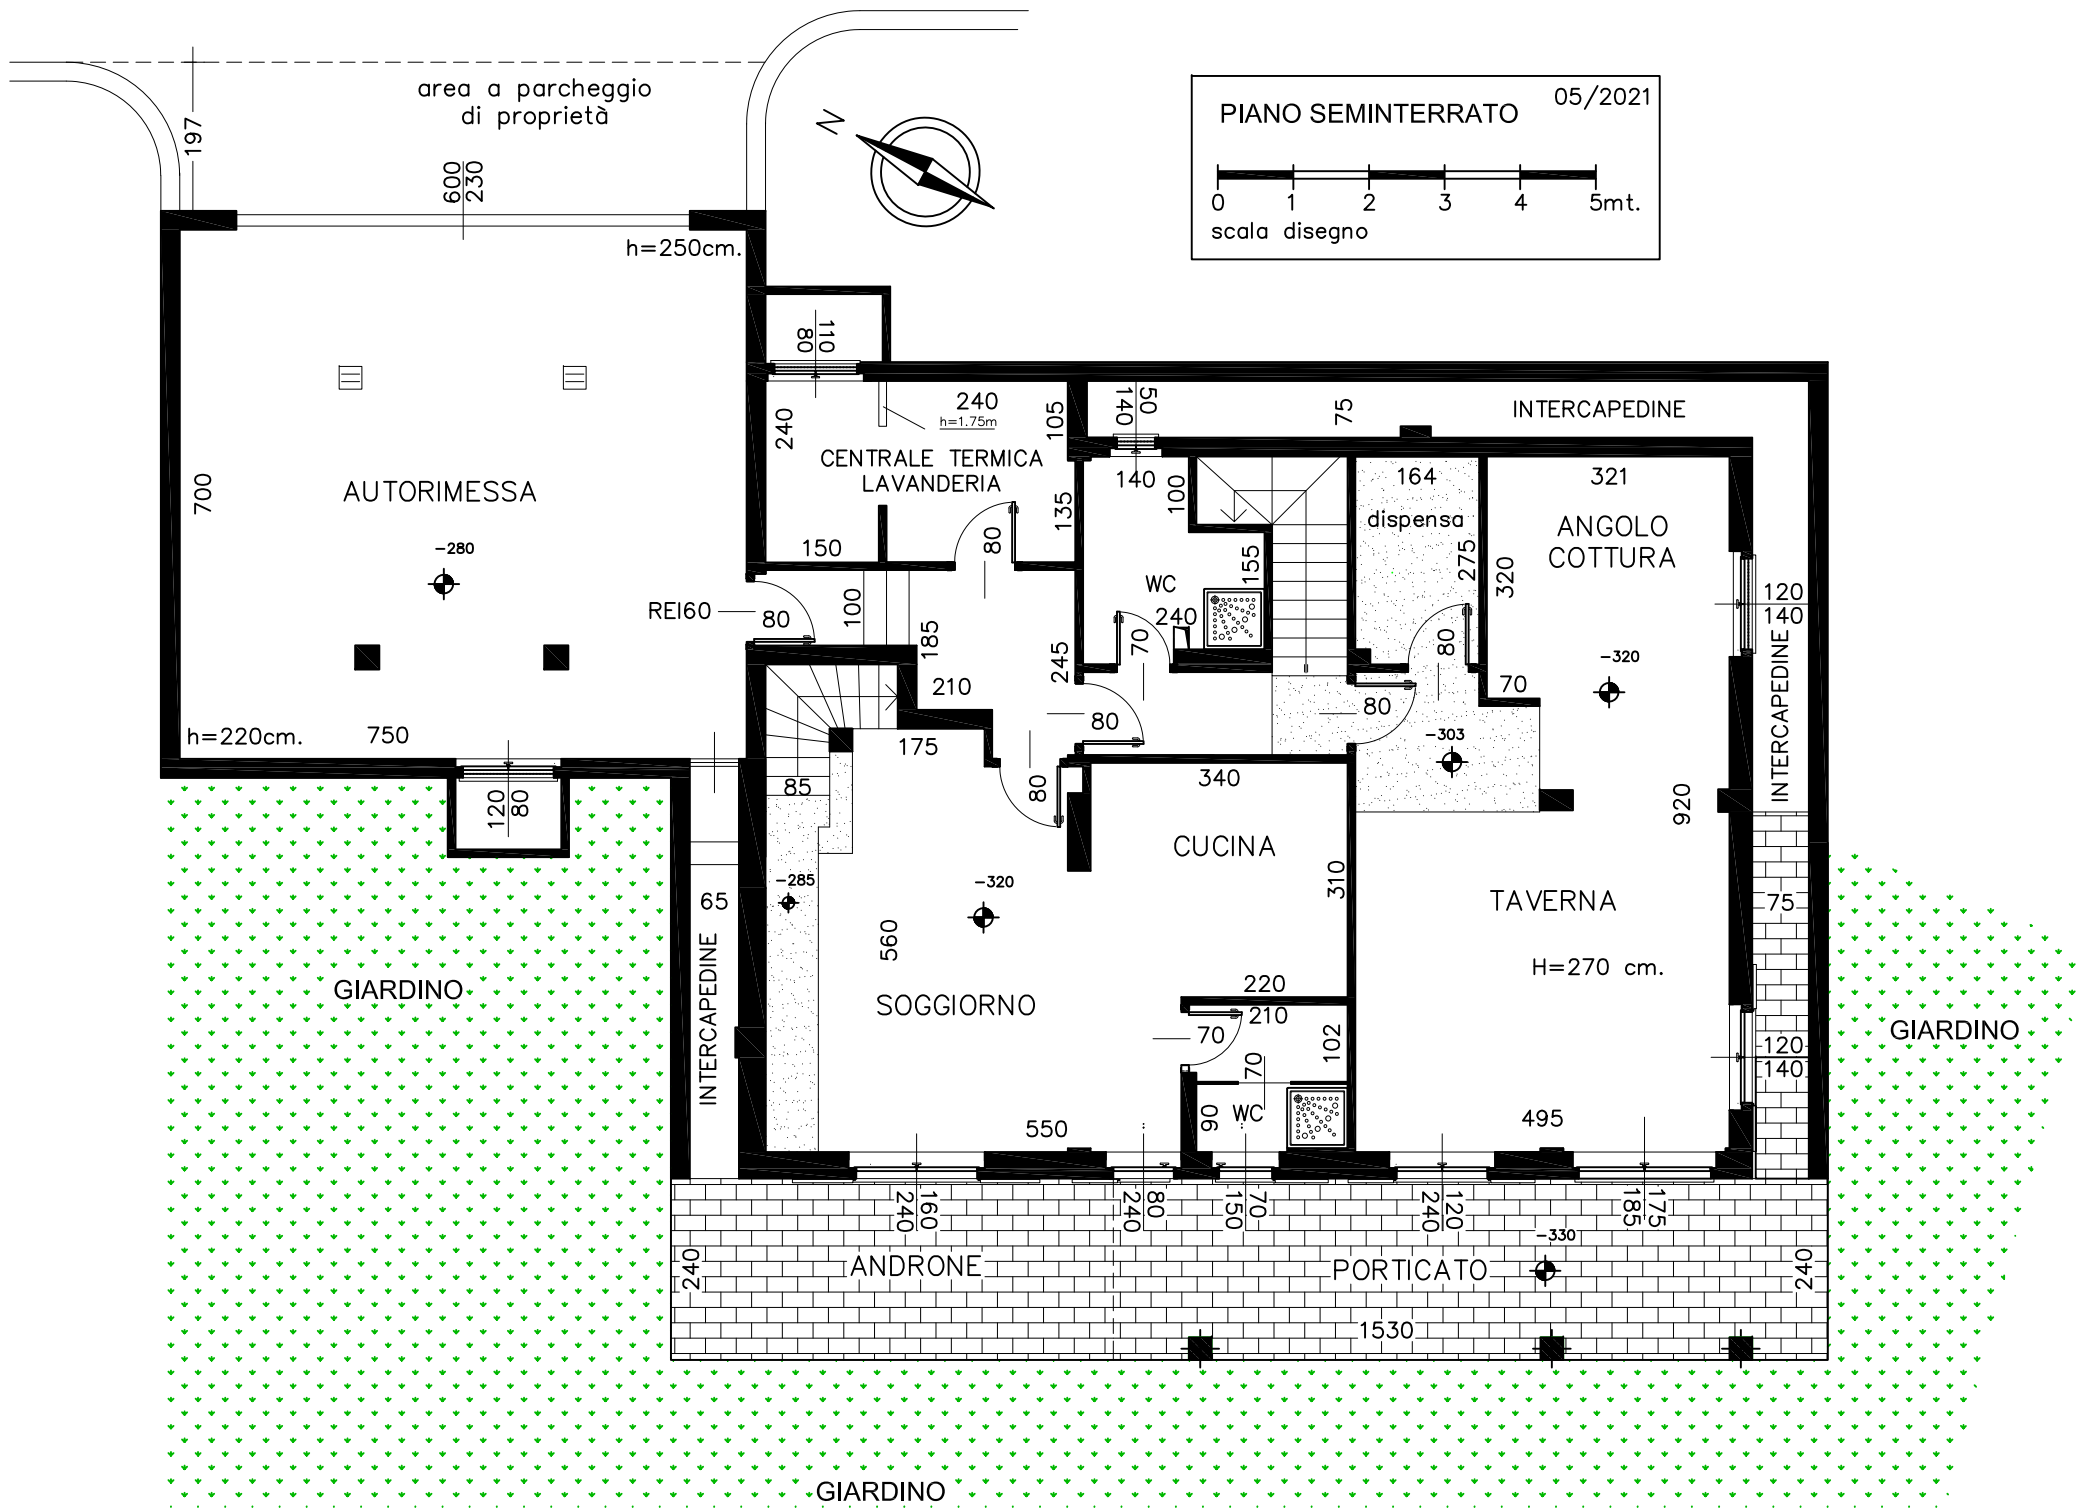 area a parcheggio
di proprietà
197
600
230
N
PIANO SEMINTERRATO
05/2021
0 1 2 3 4 5mt.
scala disegno
h=250cm.
110
80
240
240
h=1.75m
105
CENTRALE TERMICA
LAVANDERIA
135
150
80
50
140
75
INTERCAPEDINE
140
100
155
WC
240
70
164
dispensa
275
80
321
ANGOLO
COTTURA
320
70
-320
120
140
INTERCAPEDINE
700
AUTORIMESSA
-280
REI60
80
100
185
210
245
80
80
-303
h=220cm.
750
120
80
85
175
80
340
CUCINA
310
920
TAVERNA
H=270 cm.
75
65
INTERCAPEDINE
-285
-320
560
SOGGIORNO
220
210
70
102
70
90
WC
550
495
120
140
GIARDINO
GIARDINO
160
240
80
240
70
150
120
240
175
185
-330
240
ANDRONE
PORTICATO
240
1530
GIARDINO